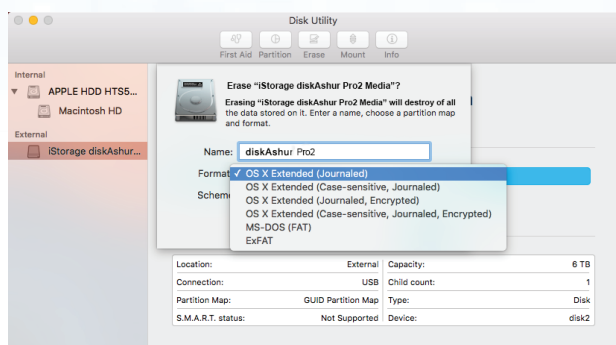 Disk Utility
First Aid Partition Erase Mount Info
Internal
APPLE HDD HTS5...
Macintosh HD
External
iStorage diskAshur...
Erase “iStorage diskAshur Pro2 Media”?
Erasing “iStorage diskAshur Pro2 Media” will destroy of all
the data stored on it. Enter a name, choose a partition map
and format.
Name: diskAshur Pro2
Format
OS X Extended (Journaled)
OS X Extended (Case-sensitive, Journaled)
Scheme
OS X Extended (Journaled, Encrypted)
OS X Extended (Case-sensitive, Journaled, Encrypted)
MS-DOS (FAT)
ExFAT
Location: External Capacity: 6 TB
Connection: USB Child count: 1
Partition Map: GUID Partition Map Type: Disk
S.M.A.R.T. status: Not Supported Device: disk2